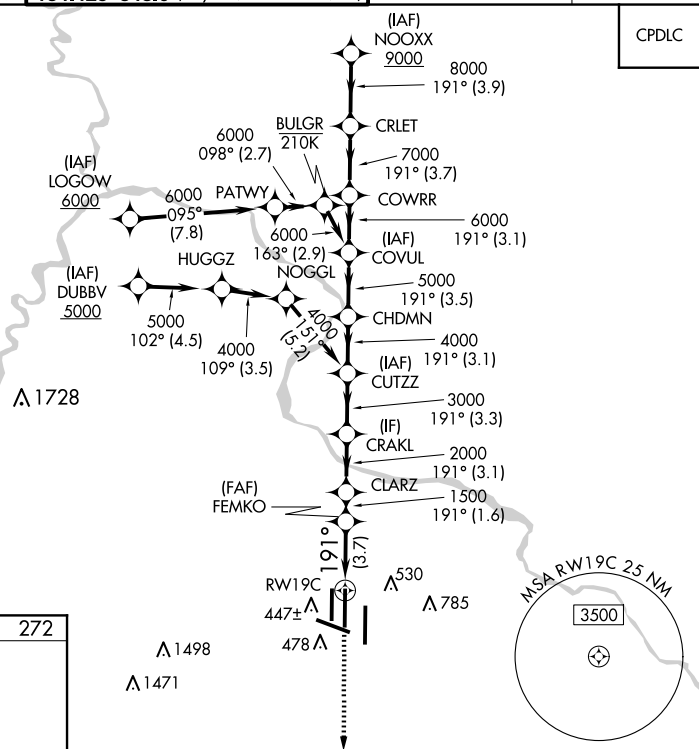 (IAF)
NOOXX
9000
CPDLC
8000
191° (3.9)
CRLET
BULGR
210K
6000
098° (2.7)
7000
191° (3.7)
(IAF)
LOGOW
6000
PATWY
6000
095°
(7.8)
COWRR
6000
191° (3.1)
6000
163° (2.9)
(IAF)
COVUL
HUGGZ
NOGGL
(IAF)
DUBBV
5000
5000
191° (3.5)
5000
102° (4.5)
4000
109° (3.5)
4000
151°
(5.2)
CHDMN
4000
191° (3.1)
(IAF)
CUTZZ
1728
3000
191° (3.3)
(IF)
CRAKL
2000
191° (3.1)
CLARZ
(FAF)
FEMKO
1500
191° (1.6)
191°
(3.7)
RW19C
530
785
447±
478
MSA RW19C 25 NM
3500
272
1498
1471